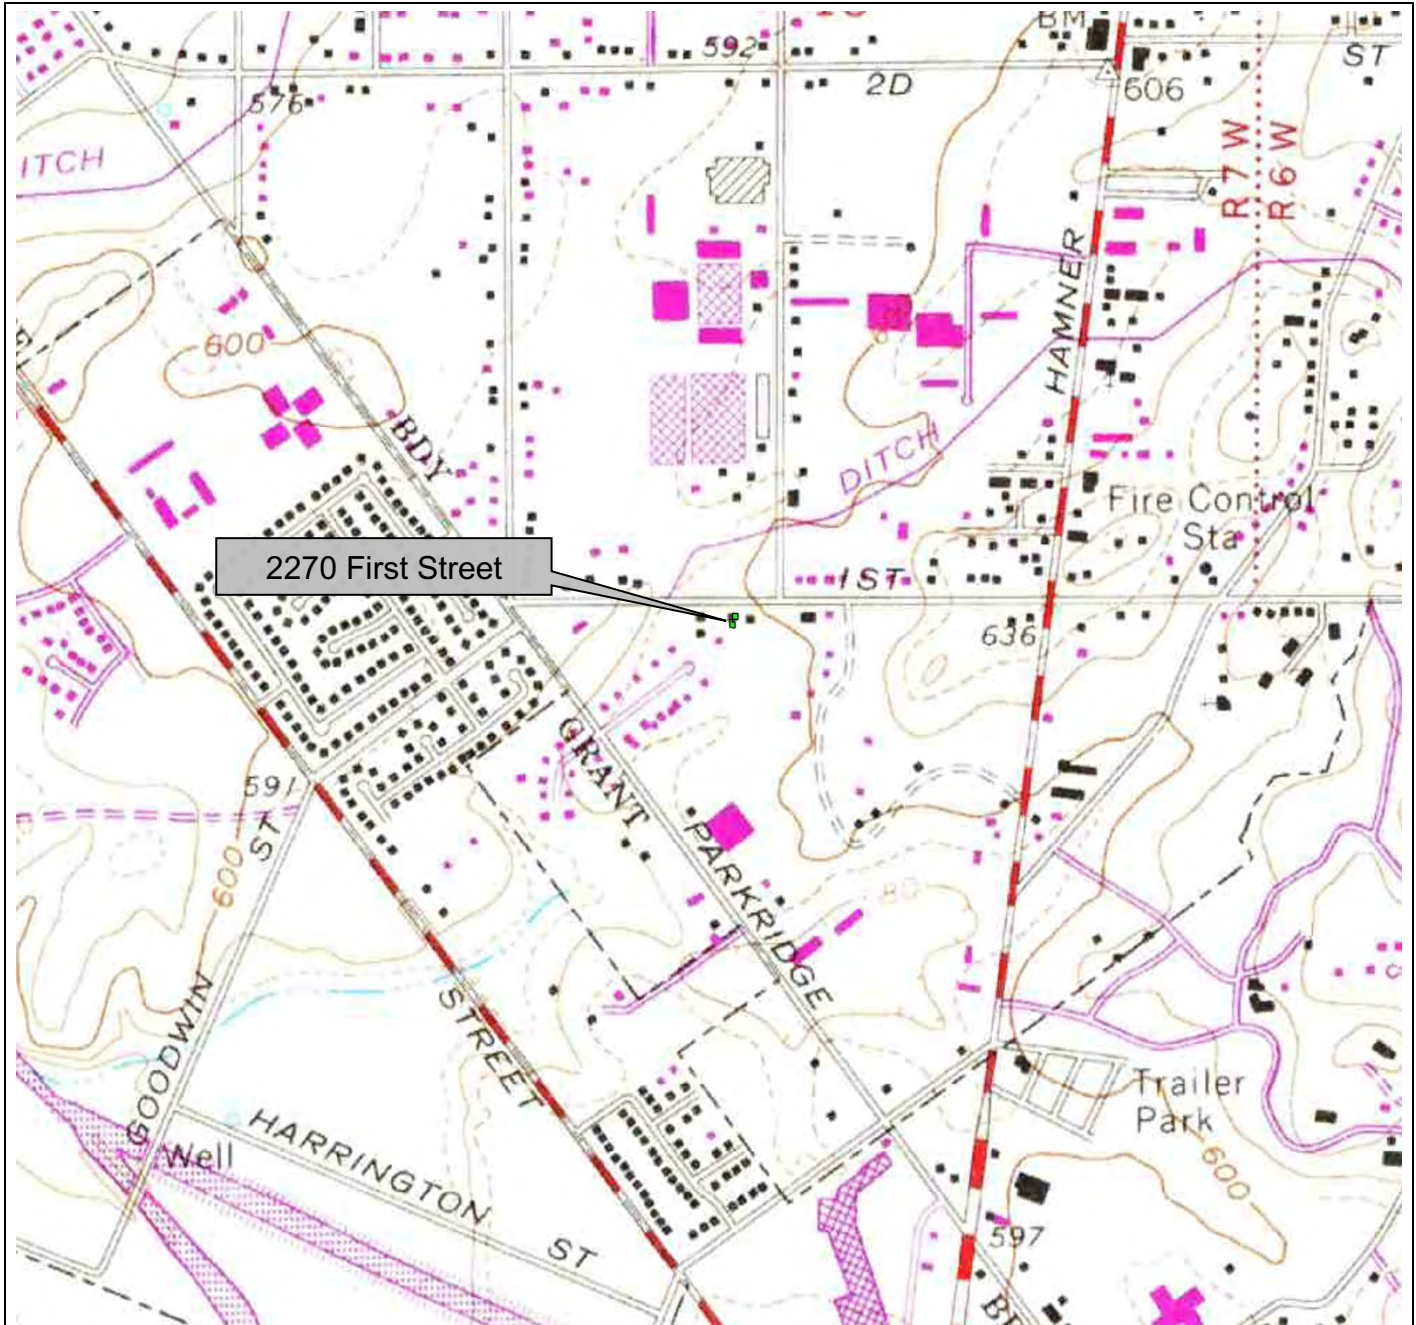 BM
592
ST
2D
576
606
ITCH
R 7 W
R 6 W
HAMNER
600
BDY
DITCH
Fire Control
Sta
2270 First Street
1ST
636
GRANT
591
ST
600
PARKRIDGE
80
GOODWIN
STREET
Trailer
Park
HARRINGTON
Well
600
ST
597